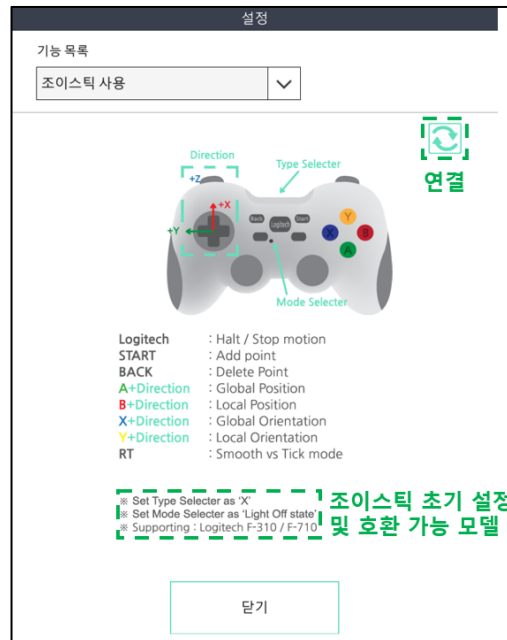 설정
기능 목록
조이스틱 사용
연결
Direction
Type Selecter
+Z
+X
+Y
Back
Logitech
Start
Y
X
B
A
Mode Selecter
Logitech : Halt / Stop motion
START : Add point
BACK : Delete Point
A+Direction : Global Position
B+Direction : Local Position
X+Direction : Global Orientation
Y+Direction : Local Orientation
RT : Smooth vs Tick mode
※ Set Type Selecter as ‘X’
※ Set Mode Selecter as ‘Light Off state’
※ Supporting : Logitech F-310 / F-710
조이스틱 초기 설정
및 호환 가능 모델
닫기